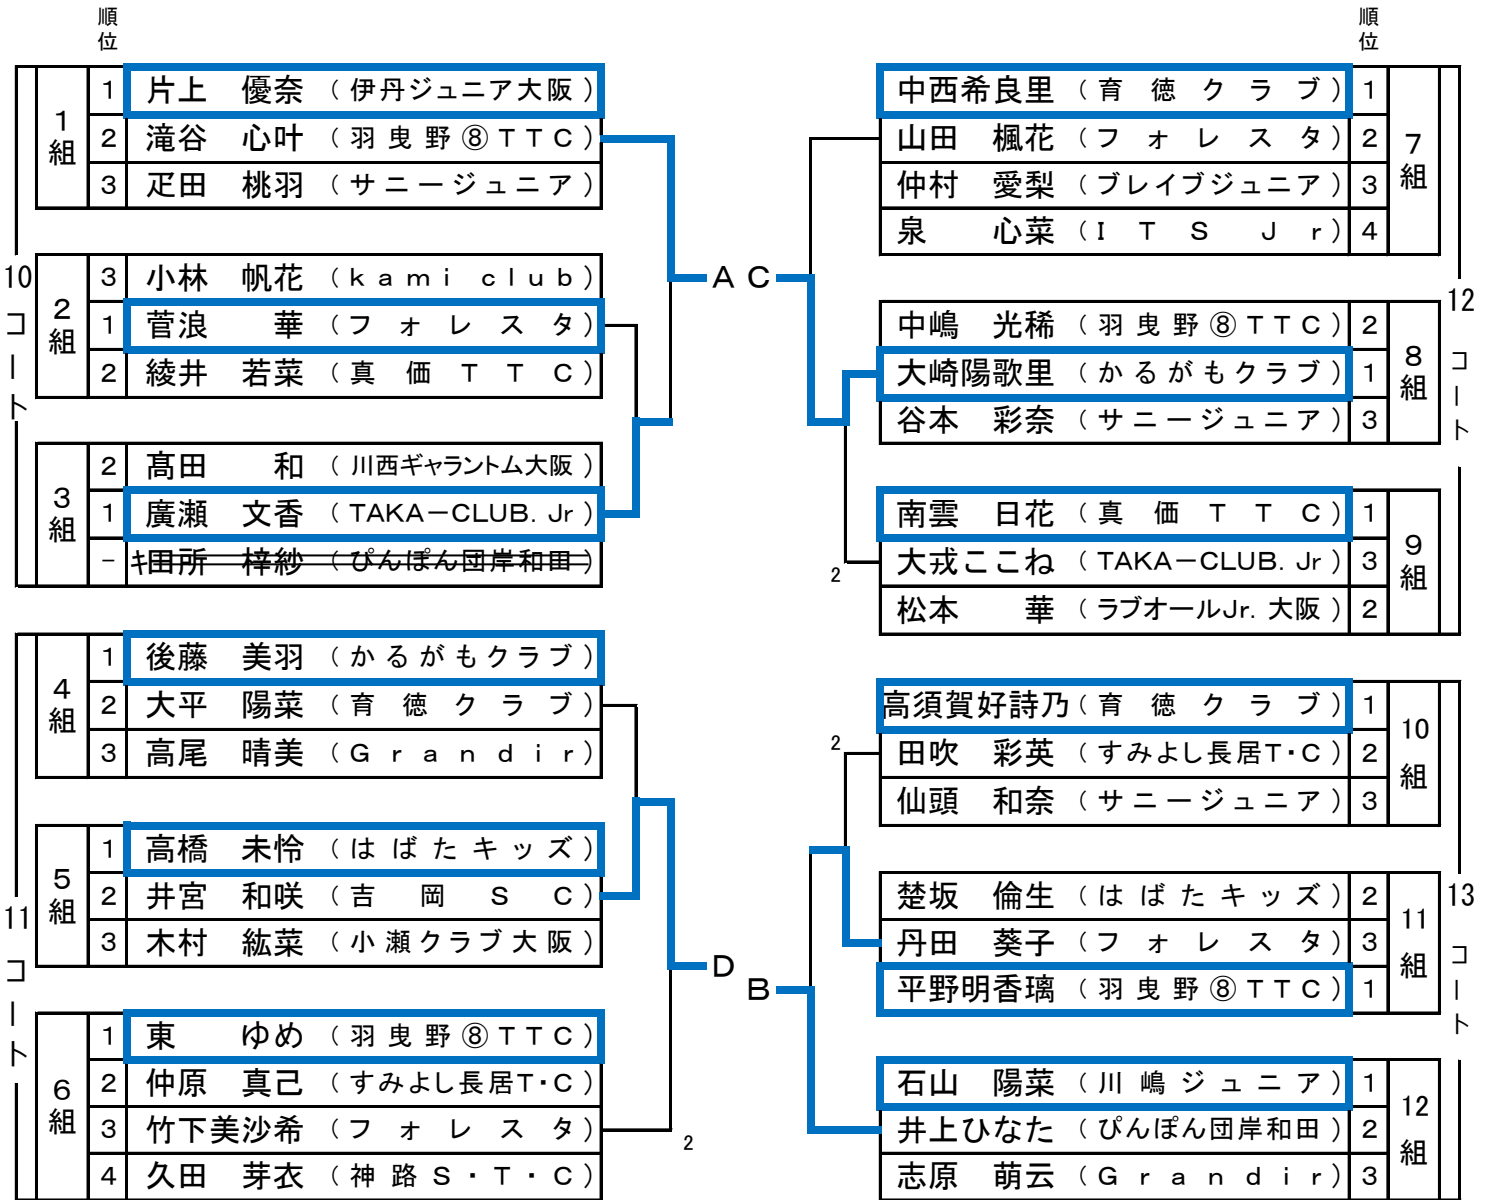 順位
順位
1組
1 片上 優奈 (伊丹ジュニア大阪)
2 滝谷 心叶 (羽曳野⑧TTC)
3 疋田 桃羽 (サニージュニア)
10コート
2組
3 小林 帆花 (kami club)
1 菅浪 華 (フォレスタ)
2 綾井 若菜 (真価TTC)
3組
2 髙田 和 (川西ギャラントム大阪)
1 廣瀬 文香 (TAKA-CLUB. Jr)
- キ田所 梓紗 (ぴんぽん団岸和田)
A
4組
1 後藤 美羽 (かるがもクラブ)
2 大平 陽菜 (育徳クラブ)
3 高尾 晴美 (Grandir)
11コート
5組
1 高橋 未怜 (はばたキッズ)
2 井宮 和咲 (吉岡SC)
3 木村 紘菜 (小瀬クラブ大阪)
6組
1 東 ゆめ (羽曳野⑧TTC)
2 仲原 真己 (すみよし長居T・C)
3 竹下美沙希 (フォレスタ)
4 久田 芽衣 (神路S・T・C)
2
D
C
中西希良里 (育徳クラブ) 1
山田 楓花 (フォレスタ) 2
仲村 愛梨 (ブレイブジュニア) 3
泉 心菜 (ITS Jr) 4
7組
12コート
中嶋 光稀 (羽曳野⑧TTC) 2
大崎陽歌里 (かるがもクラブ) 1
谷本 彩奈 (サニージュニア) 3
8組
南雲 日花 (真価TTC) 1
大戎ここね (TAKA-CLUB. Jr) 3
松本 華 (ラブオールJr. 大阪) 2
9組
2
B
高須賀好詩乃 (育徳クラブ) 1
田吹 彩英 (すみよし長居T・C) 2
仙頭 和奈 (サニージュニア) 3
10組
2
13コート
楚坂 倫生 (はばたキッズ) 2
丹田 葵子 (フォレスタ) 3
平野明香璃 (羽曳野⑧TTC) 1
11組
石山 陽菜 (川嶋ジュニア) 1
井上ひなた (ぴんぽん団岸和田) 2
志原 萌云 (Grandir) 3
12組